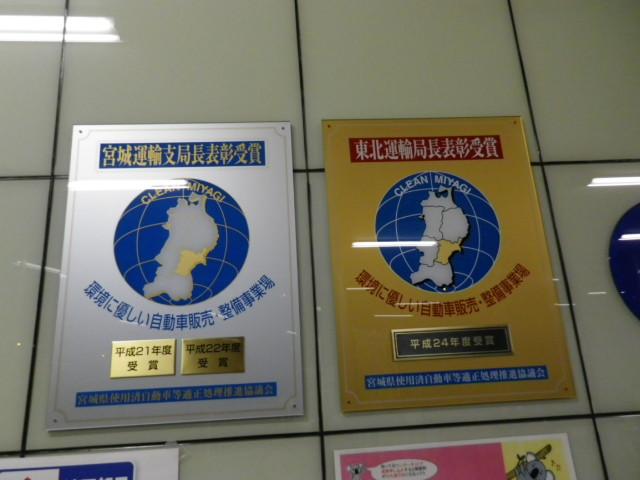 宮城運輸支局長表彰受賞
CLEAN MIYAGI
環境に優しい自動車販売・整備事業場
平成21年度
受賞
平成22年度
受賞
宮城県使用済自動車等適正処理推進協議会
東北運輸局長表彰受賞
CLEAN MIYAGI
環境に優しい自動車販売・整備事業場
平成24年度受賞
宮城県使用済自動車等適正処理推進協議会